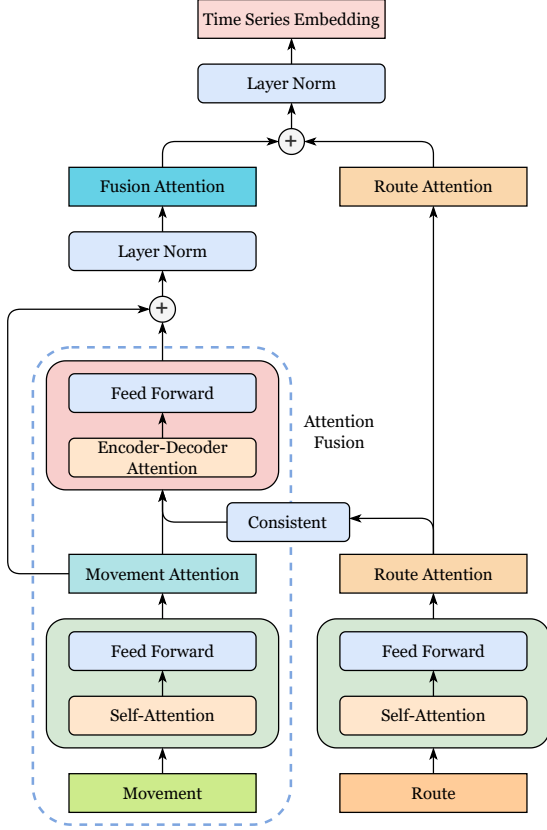 Time Series Embedding
Layer Norm
+
Fusion Attention
Route Attention
Layer Norm
+
Feed Forward
Encoder-Decoder
Attention
Attention
Fusion
Consistent
Movement Attention
Route Attention
Feed Forward
Feed Forward
Self-Attention
Self-Attention
Movement
Route